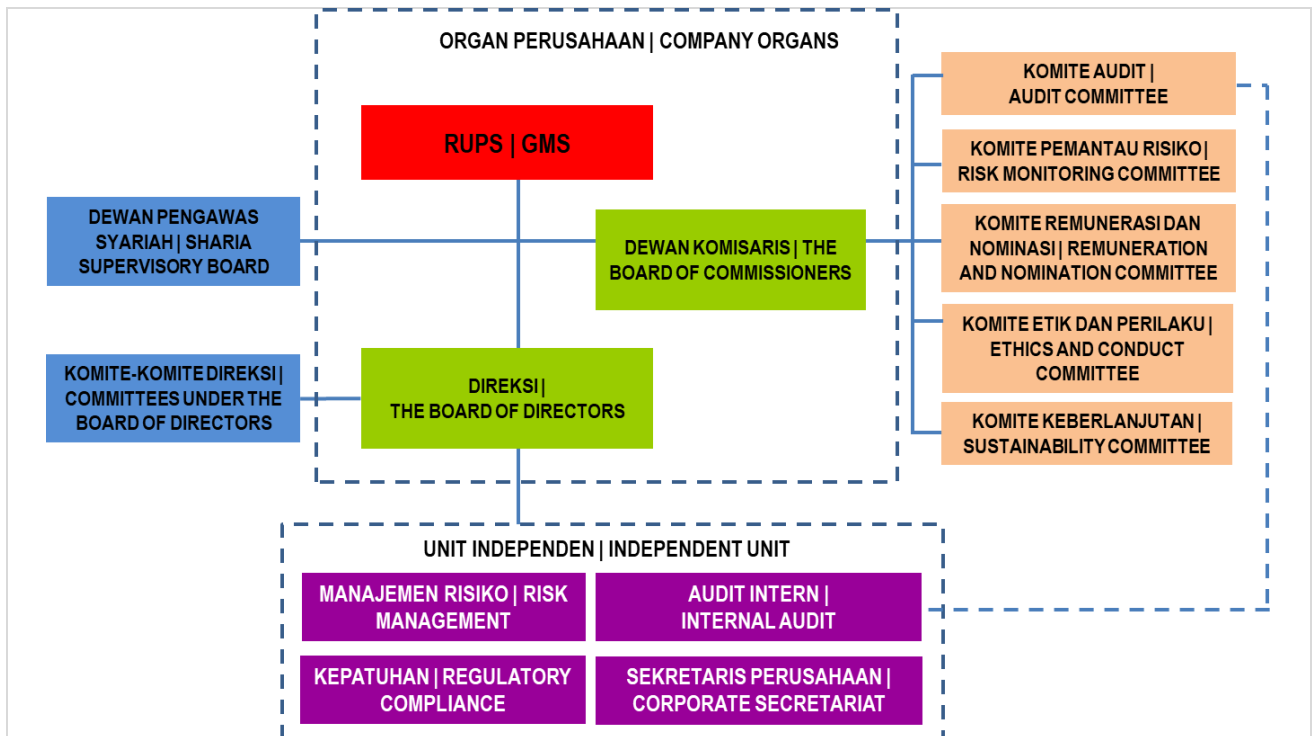 ORGAN PERUSAHAAN | COMPANY ORGANS
RUPS | GMS
DEWAN PENGAWAS
SYARIAH | SHARIA
SUPERVISORY BOARD
DEWAN KOMISARIS | THE
BOARD OF COMMISSIONERS
KOMITE-KOMITE DIREKSI |
COMMITTEES UNDER THE
BOARD OF DIRECTORS
DIREKSI |
THE BOARD OF DIRECTORS
KOMITE AUDIT |
AUDIT COMMITTEE
KOMITE PEMANTAU RISIKO |
RISK MONITORING COMMITTEE
KOMITE REMUNERASI DAN
NOMINASI | REMUNERATION
AND NOMINATION COMMITTEE
KOMITE ETIK DAN PERILAKU |
ETHICS AND CONDUCT
COMMITTEE
KOMITE KEBERLANJUTAN |
SUSTAINABILITY COMMITTEE
UNIT INDEPENDEN | INDEPENDENT UNIT
MANAJEMEN RISIKO | RISK
MANAGEMENT
AUDIT INTERN |
INTERNAL AUDIT
KEPATUHAN | REGULATORY
COMPLIANCE
SEKRETARIS PERUSAHAAN |
CORPORATE SECRETARIAT